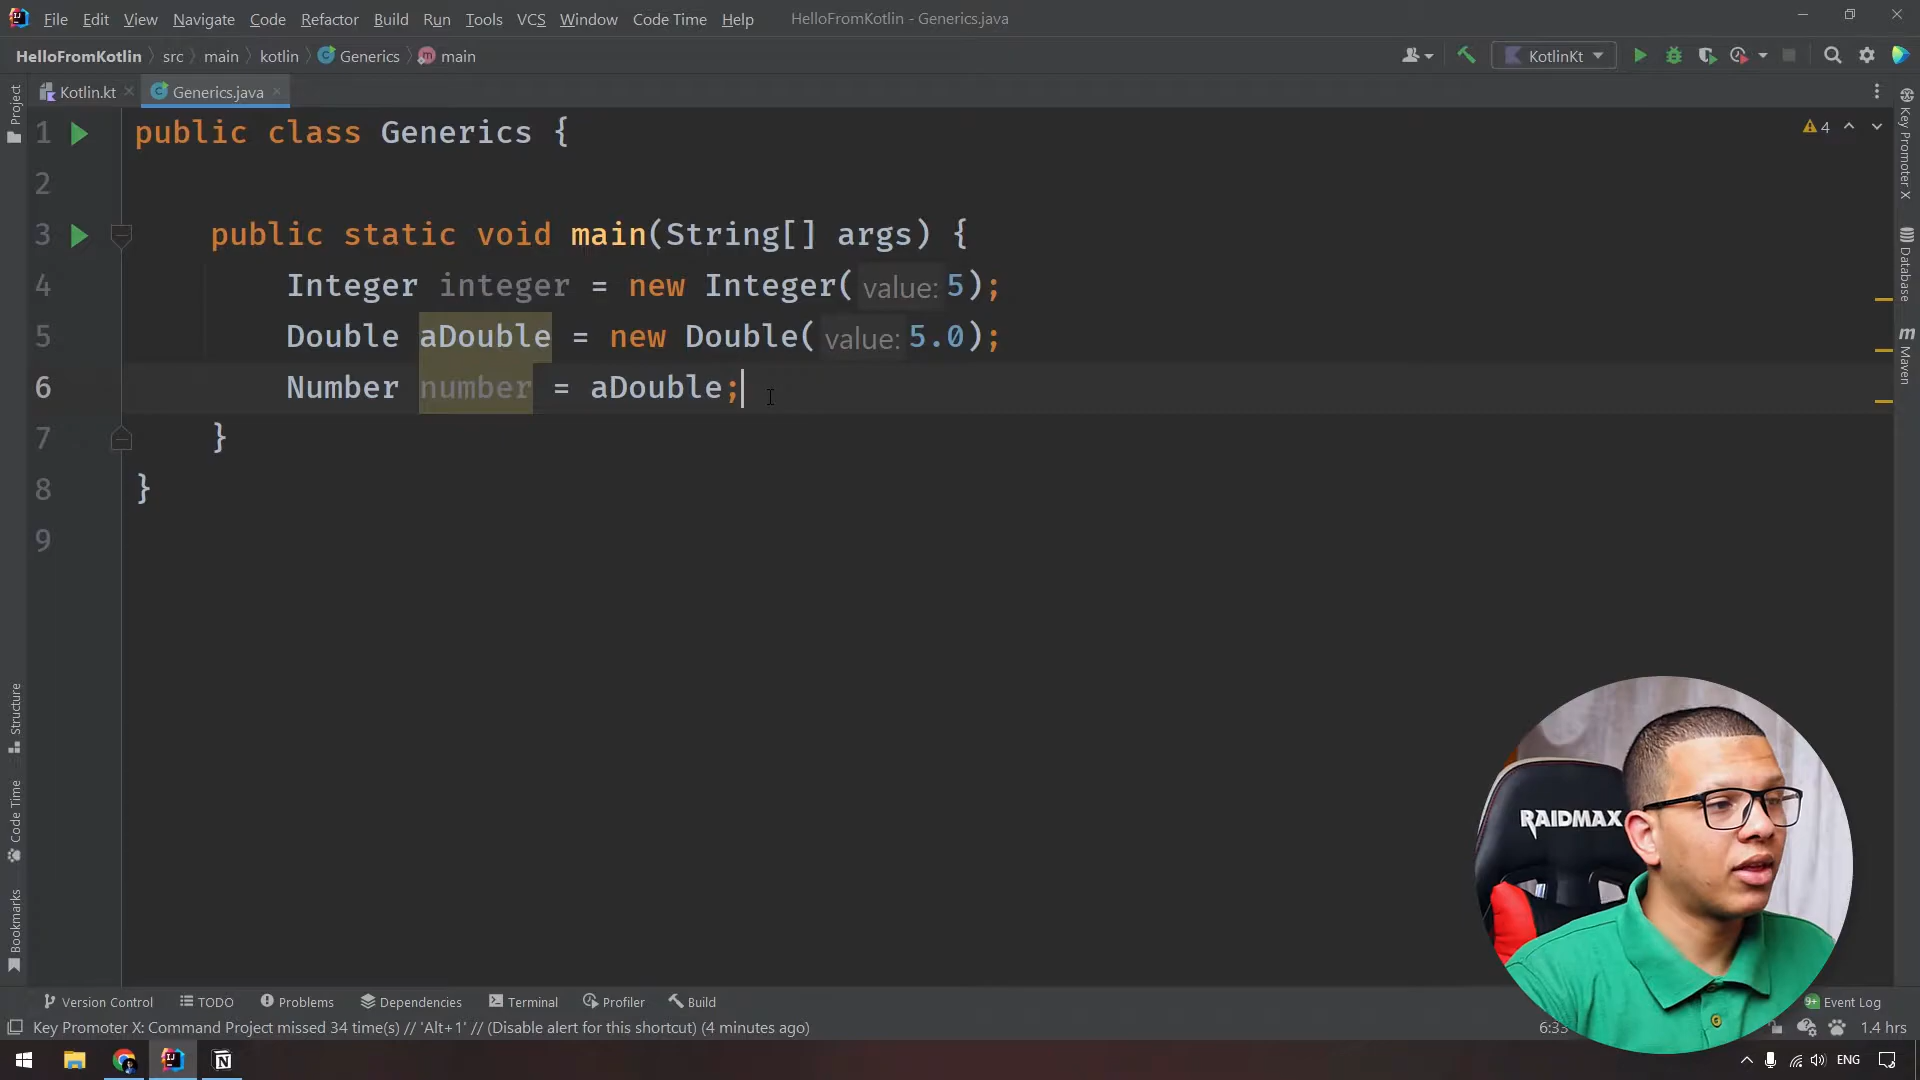 File Edit View Navigate Code Refactor Build Run Tools VCS Window Code Time Help HelloFromKotlin - Generics.java
HelloFromKotlin src main kotlin Generics main KotlinKt
Kotlin.kt Generics.java
Project
1 public class Generics {
4
2
3 public static void main(String[] args) {
4 Integer integer = new Integer( value: 5);
5 Double aDouble = new Double( value: 5.0);
6 Number number = aDouble;
7 }
8 }
9
Key Promoter X
Database
Maven
Structure
Code Time
Bookmarks
RAIDMAX
Version Control TODO Problems Dependencies Terminal Profiler Build 9+ Event Log
Key Promoter X: Command Project missed 34 time(s) // 'Alt+1' // (Disable alert for this shortcut) (4 minutes ago) 6:33 1.4 hrs
ENG